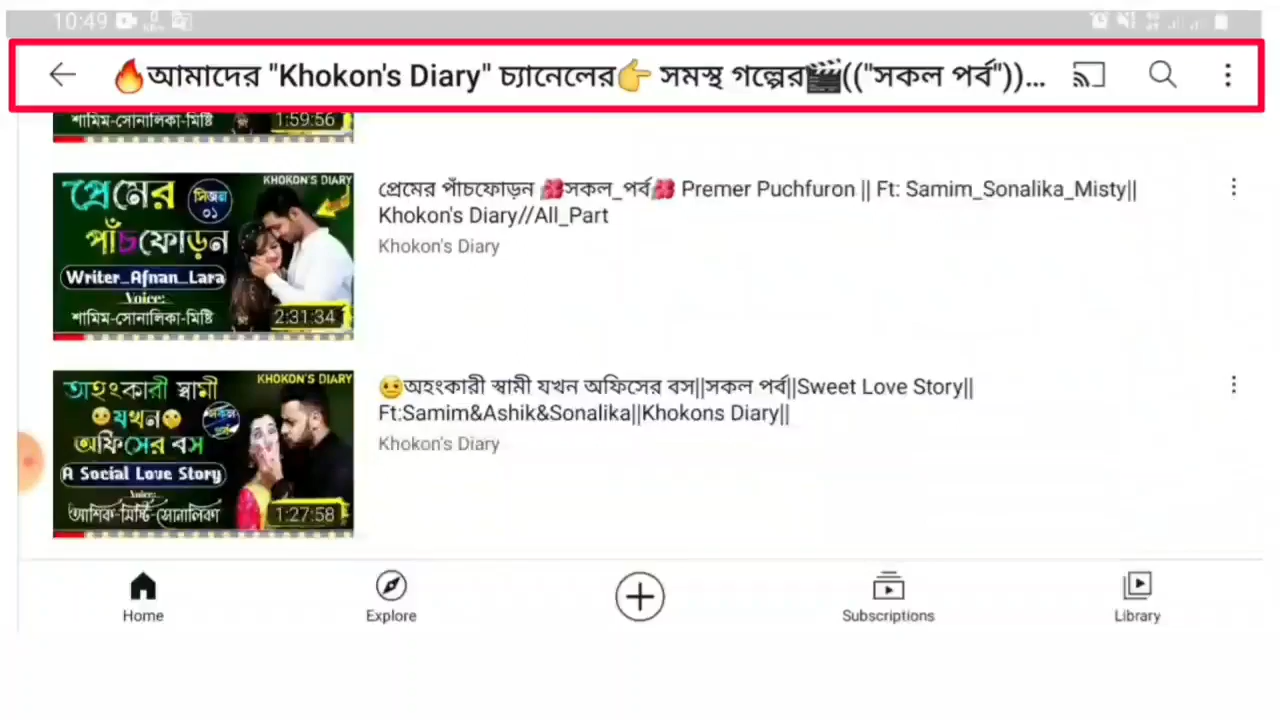 10:49
🔥আমাদের "Khokon's Diary" চ্যানেলের👉 সমস্থ গল্পের🎬(("সকল পর্ব"))...
শামিম-সোনালিকা-মিষ্টি
1:59:56
KHOKON'S DIARY
প্রেমের
সিজন
০১
পাঁচফোড়ন
Writer_Afnan_Lara
Voice:
শামিম-সোনালিকা-মিষ্টি
2:31:34
প্রেমের পাঁচফোড়ন 🌺সকল_পর্ব🌺 Premer Puchfuron || Ft: Samim_Sonalika_Misty||
Khokon's Diary//All_Part
Khokon's Diary
KHOKON'S DIARY
অহংকারী স্বামী
যখন
সকল পর্ব
অফিসের বস
A Social Love Story
Voice:
আশিক-মিষ্টি-সোনালিকা
1:27:58
🤒অহংকারী স্বামী যখন অফিসের বস||সকল পর্ব||Sweet Love Story||
Ft:Samim&Ashik&Sonalika||Khokons Diary||
Khokon's Diary
Home
Explore
Subscriptions
Library